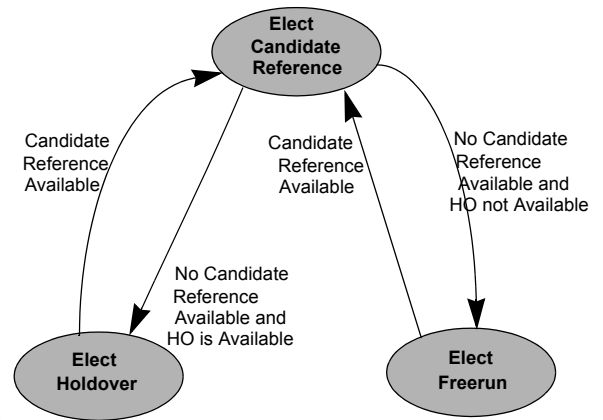 Elect
Candidate
Reference
Candidate
Reference
Available
Candidate
Reference
Available
No Candidate
Reference
Available and
HO not Available
No Candidate
Reference
Available and
HO is Available
Elect
Holdover
Elect
Freerun